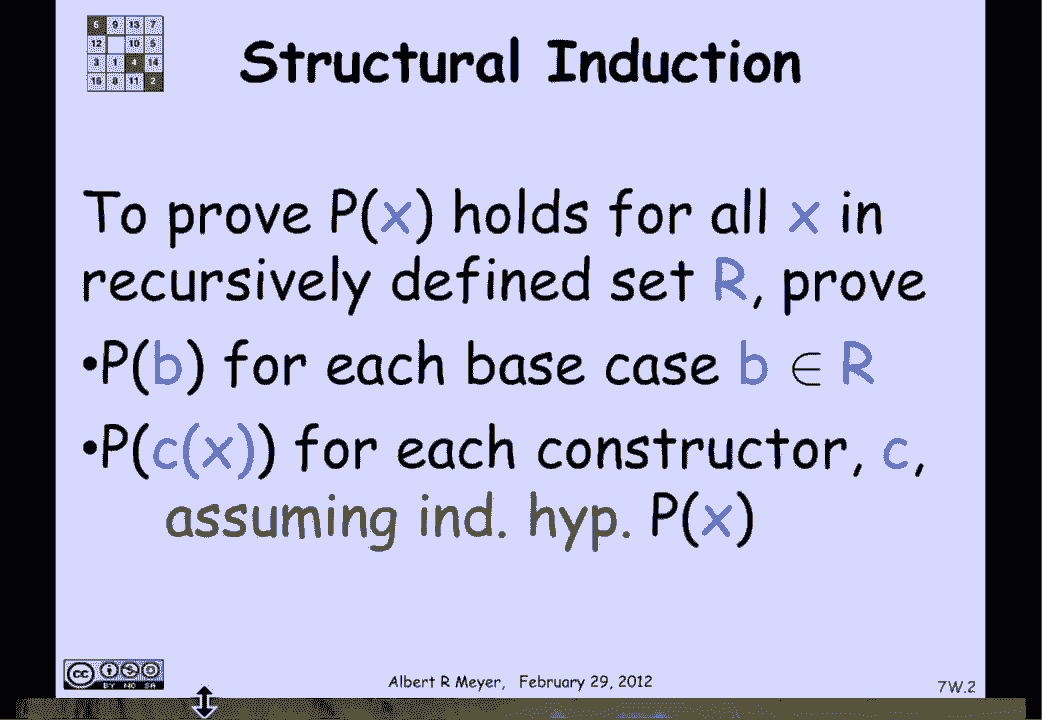 6 9 13 7
12 10 5
3 1 4 14
15 8 11 2
Structural Induction
To prove P(x) holds for all x in
recursively defined set R, prove
•P(b) for each base case b ∈ R
•P(c(x)) for each constructor, c,
assuming ind. hyp. P(x)
cc
BY NC SA
Albert R Meyer, February 29, 2012
7W.2